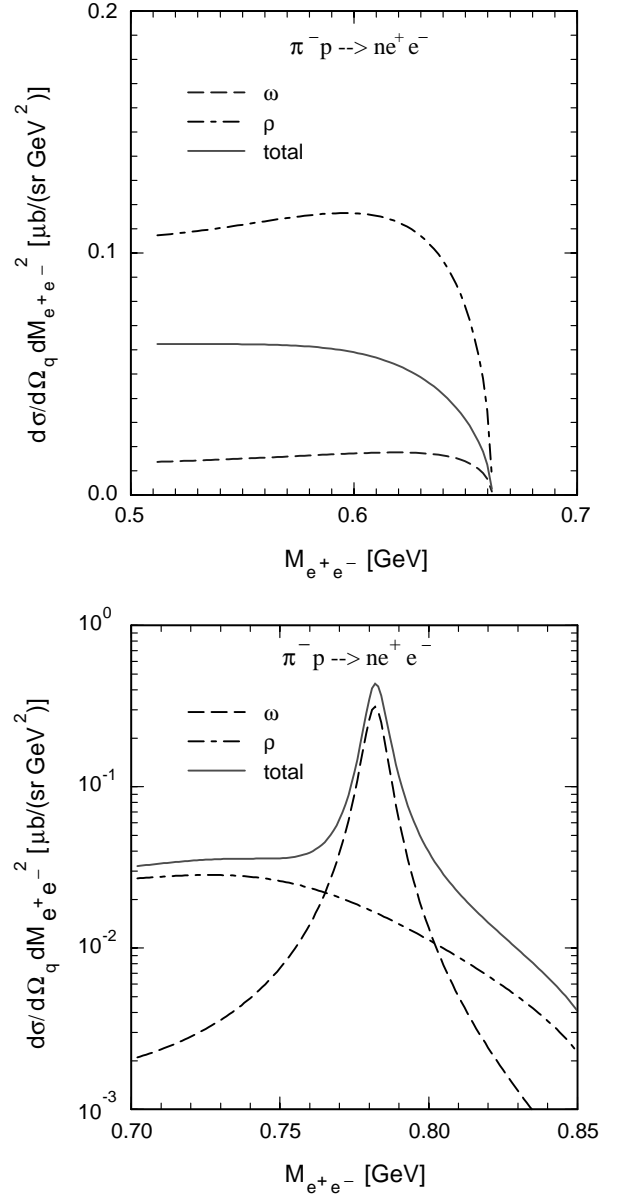 0.2
π⁻p --> ne⁺ e⁻
ω
ρ
total
0.1
0.0
dσ/dΩ_q dM_{e⁺e⁻}² [μb/(sr GeV²)]
0.5 0.6 0.7
M_{e⁺e⁻} [GeV]
10⁰
π⁻p --> ne⁺ e⁻
ω
ρ
total
10⁻¹
10⁻²
10⁻³
dσ/dΩ_q dM_{e⁺e⁻}² [μb/(sr GeV²)]
0.70 0.75 0.80 0.85
M_{e⁺e⁻} [GeV]